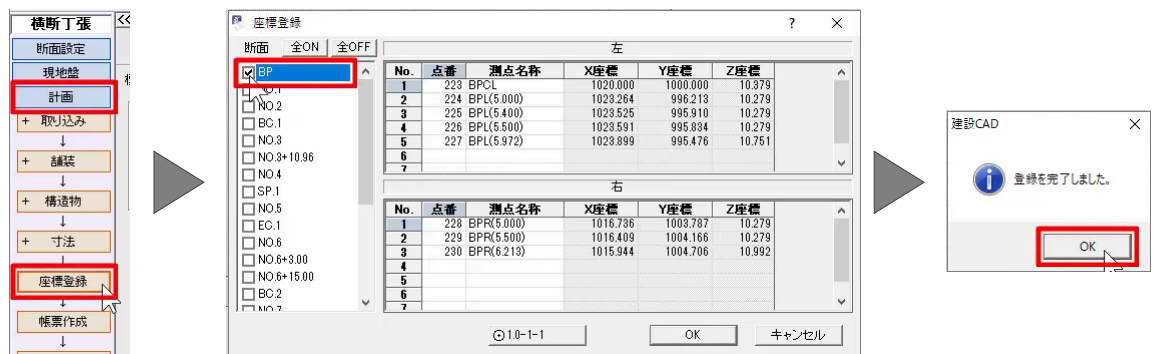 横断丁張
<<
断面設定
現地盤
計画
+ 取り込み
↓
+ 舗装
↓
+ 構造物
↓
+ 寸法
座標登録
↓
帳票作成
↓
座標登録
? ×
断面 全ON 全OFF
BP
NO.2
BC.1
NO.3
NO.3+10.96
NO.4
SP.1
NO.5
EC.1
NO.6
NO.6+3.00
NO.6+15.00
BC.2
NO.7
左
No. 点番 測点名称 X座標 Y座標 Z座標
1 223 BPCL 1020.000 1000.000 10.379
2 224 BPL(5.000) 1023.264 996.213 10.279
3 225 BPL(5.400) 1023.525 995.910 10.279
4 226 BPL(5.500) 1023.591 995.834 10.279
5 227 BPL(5.972) 1023.899 995.476 10.751
6
7
右
No. 点番 測点名称 X座標 Y座標 Z座標
1 228 BPR(5.000) 1016.736 1003.787 10.279
2 229 BPR(5.500) 1016.409 1004.166 10.279
3 230 BPR(6.213) 1015.944 1004.706 10.992
4
5
6
7
⊙1.0-1-1
OK
キャンセル
建設CAD
×
登録を完了しました。
OK